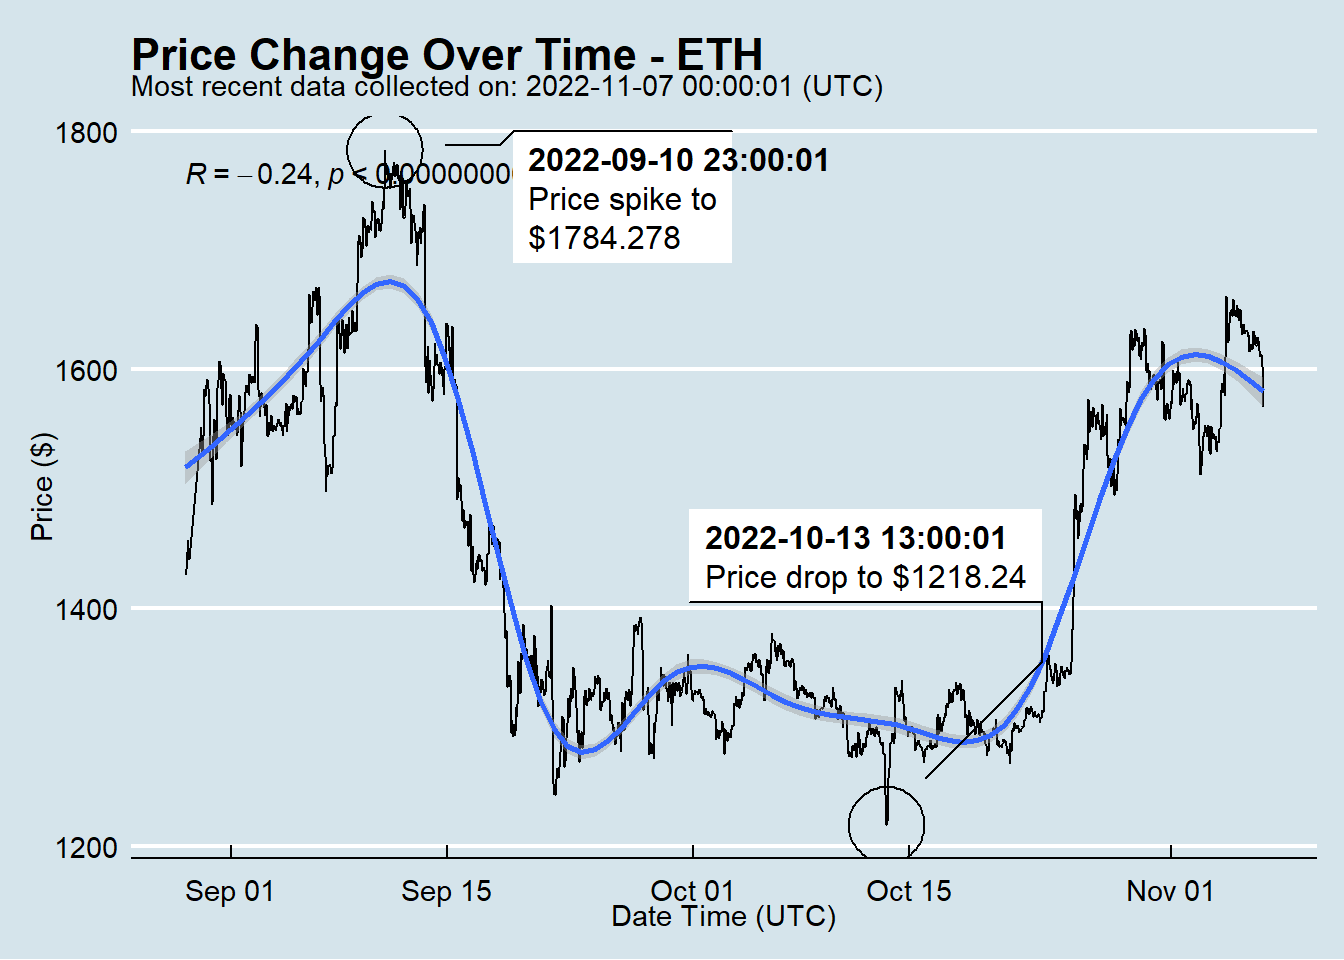 Price Change Over Time - ETH
Most recent data collected on: 2022-11-07 00:00:01 (UTC)
R = −0.24, p < 0.0000000
2022-09-10 23:00:01
Price spike to
$1784.278
2022-10-13 13:00:01
Price drop to $1218.24
Price ($)
1800
1600
1400
1200
Sep 01
Sep 15
Oct 01
Oct 15
Nov 01
Date Time (UTC)